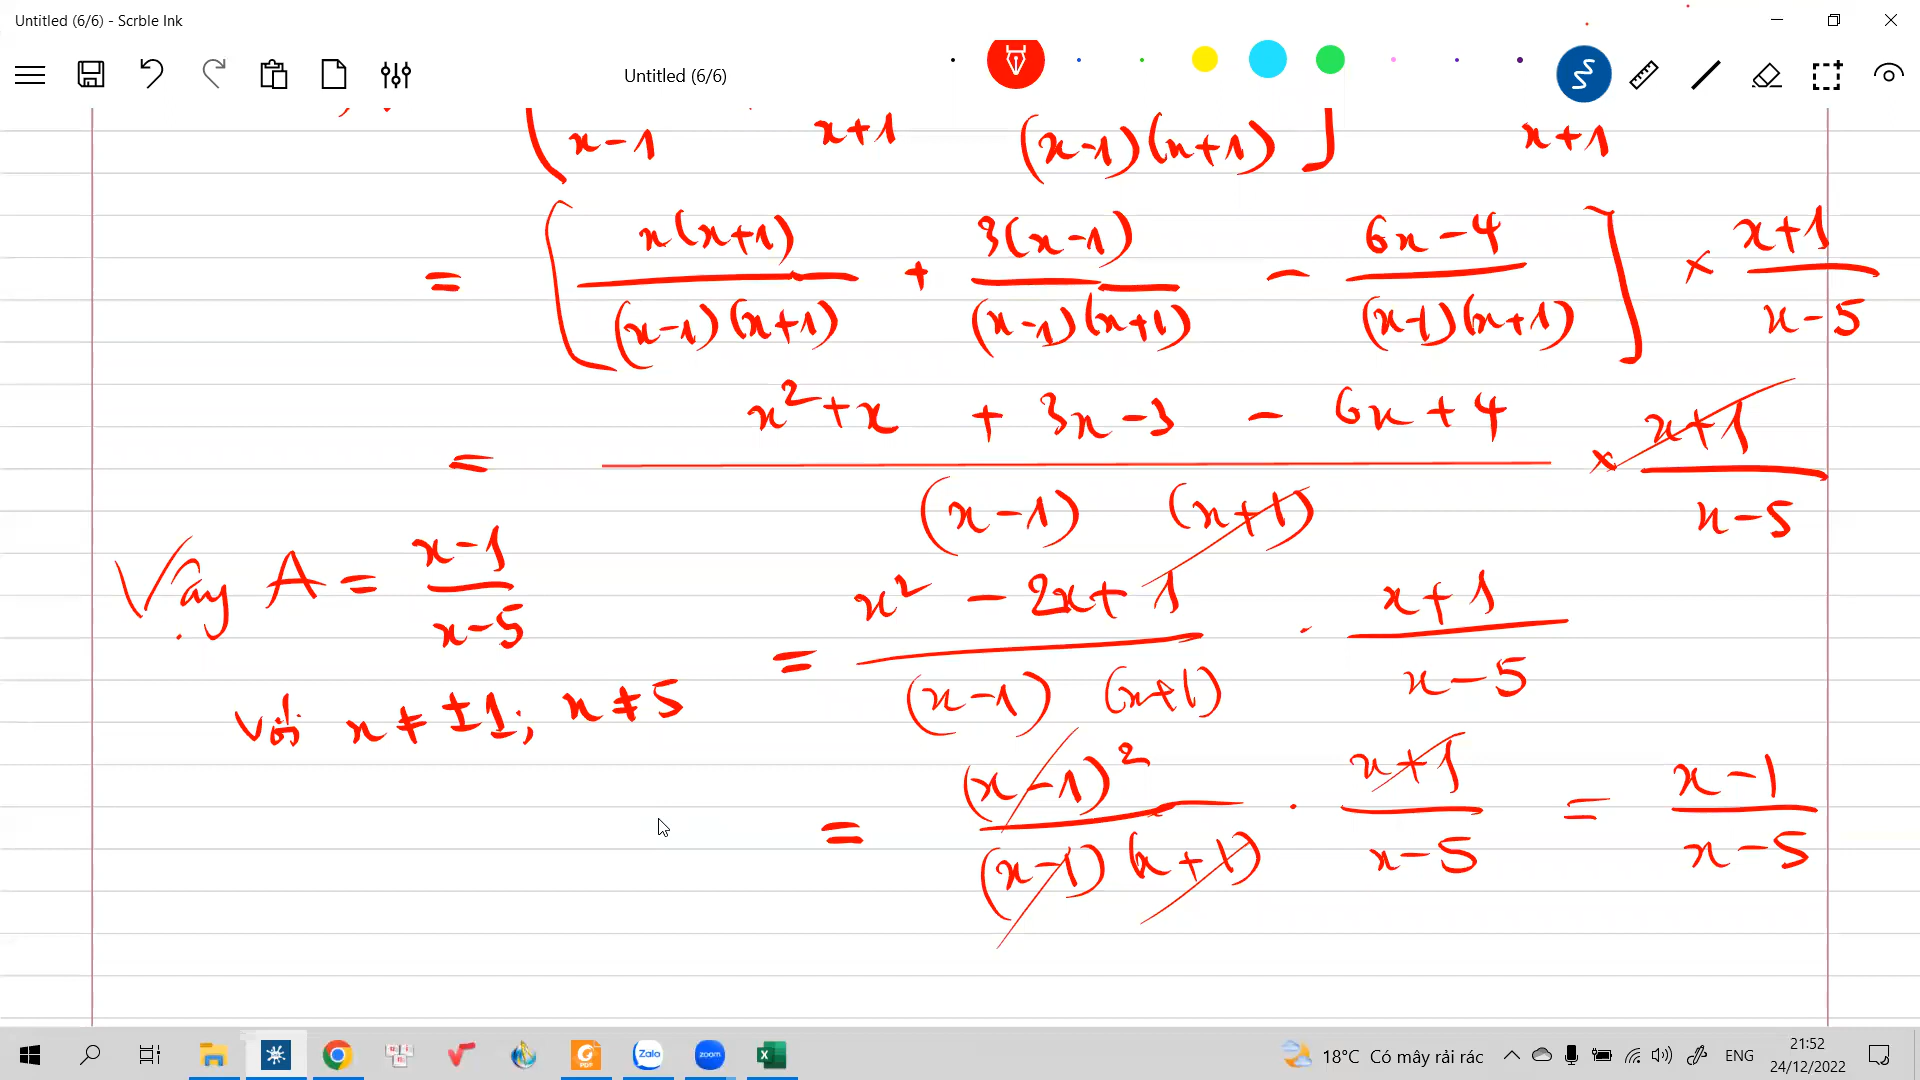 Untitled (6/6) - Scrble Ink
Untitled (6/6)
x-1 x+1 (x-1)(x+1) ] x+1
= [ x(x+1)/(x-1)(x+1) + 3(x-1)/(x-1)(x+1) - 6x-4/(x-1)(x+1) ] × x+1/x-5
= x²+x + 3x-3 - 6x+4/(x-1) (x+1) × x+1/x-5
= x² - 2x+1/(x-1) (x+1) · x+1/x-5
= (x-1)²/(x-1)(x+1) · x+1/x-5 = x-1/x-5
Vậy A = x-1/x-5
với x ≠ ±1; x ≠ 5
Zalo
zoom
18°C Có mây rải rác
ENG
21:52
24/12/2022